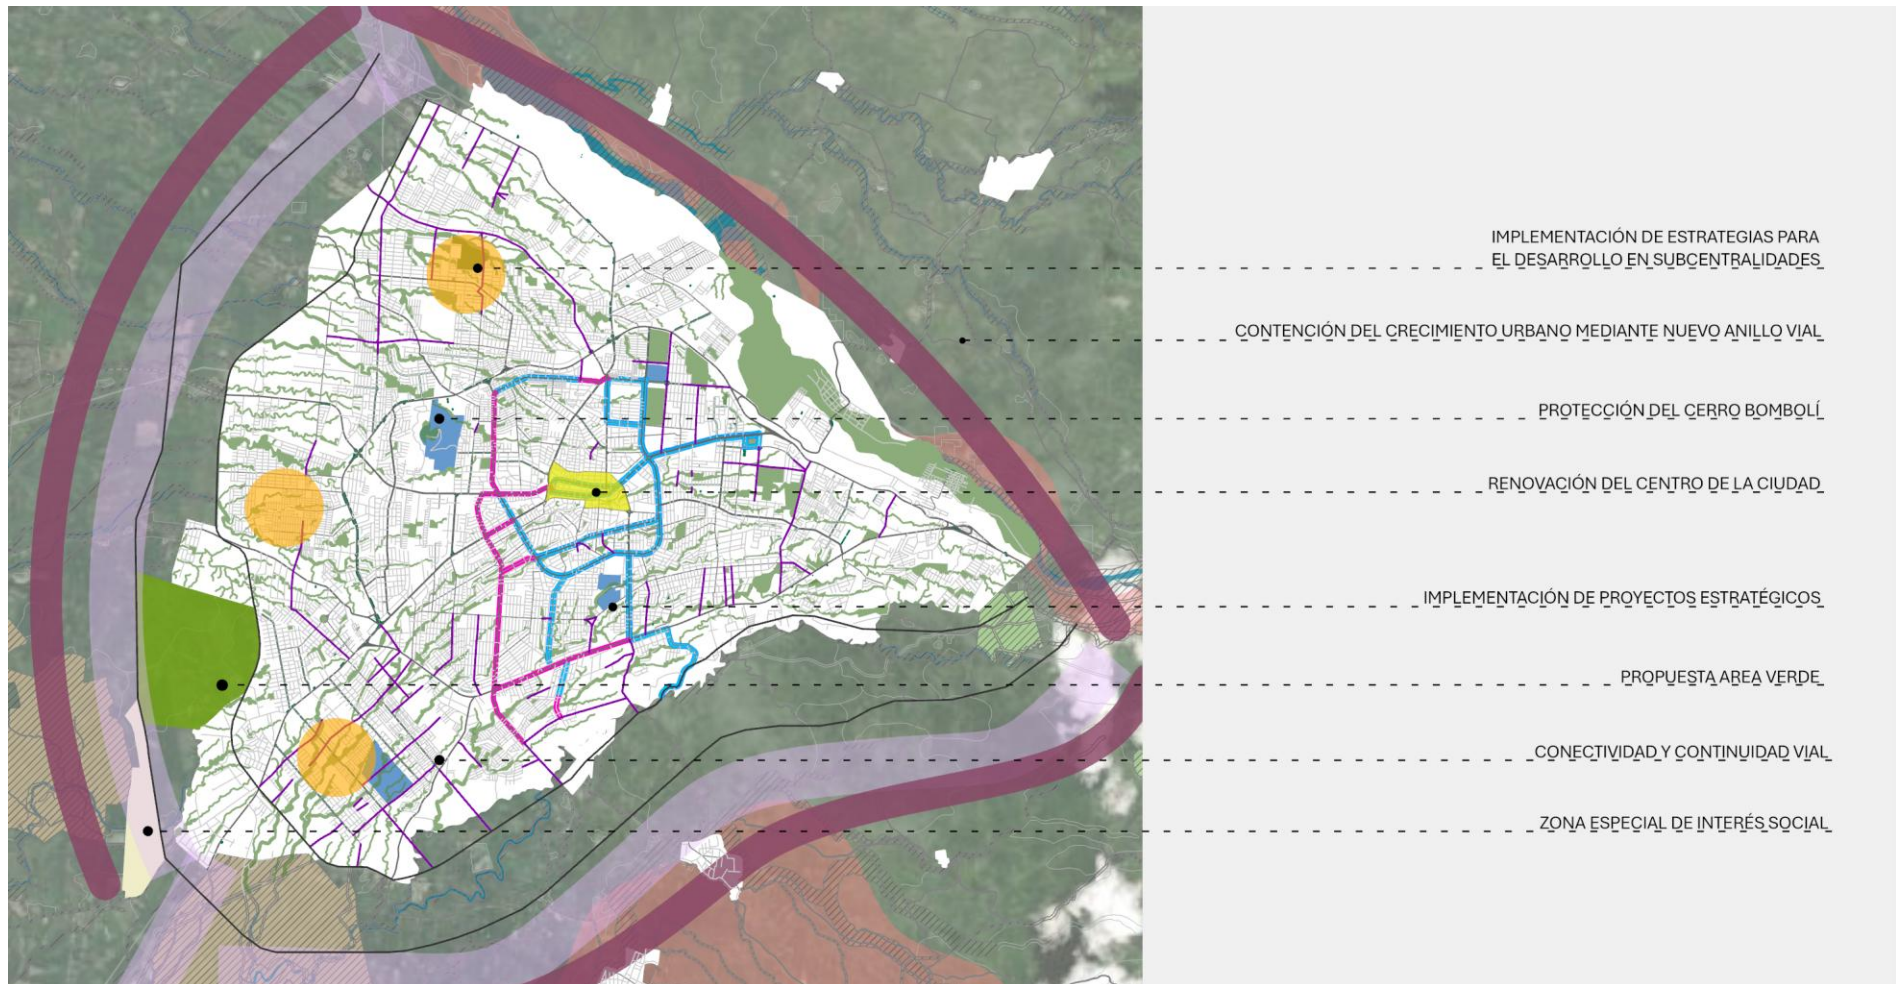 IMPLEMENTACIÓN DE ESTRATEGIAS PARA
EL DESARROLLO EN SUBCENTRALIDADES
CONTENCIÓN DEL CRECIMIENTO URBANO MEDIANTE NUEVO ANILLO VIAL
PROTECCIÓN DEL CERRO BOMBOLÍ
RENOVACIÓN DEL CENTRO DE LA CIUDAD
IMPLEMENTACIÓN DE PROYECTOS ESTRATÉGICOS
PROPUESTA AREA VERDE
CONECTIVIDAD Y CONTINUIDAD VIAL
ZONA ESPECIAL DE INTERÉS SOCIAL